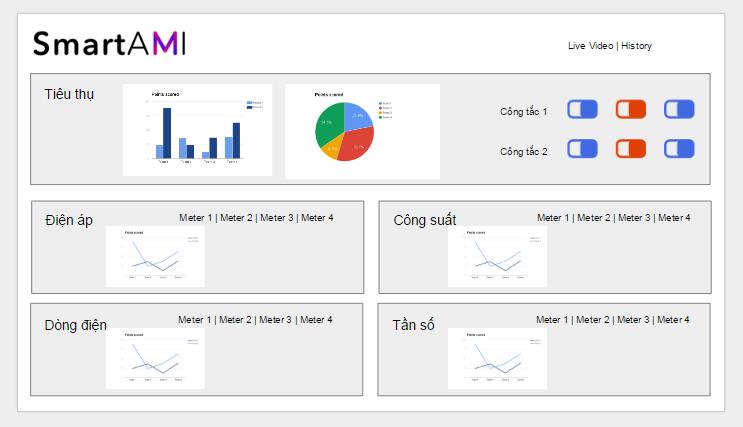 SmartAMI
Live Video | History
Tiêu thụ
Points scored
Points scored
Công tắc 1
Công tắc 2
Điện áp
Meter 1 | Meter 2 | Meter 3 | Meter 4
Points scored
Công suất
Meter 1 | Meter 2 | Meter 3 | Meter 4
Points scored
Dòng điện
Meter 1 | Meter 2 | Meter 3 | Meter 4
Points scored
Tần số
Meter 1 | Meter 2 | Meter 3 | Meter 4
Points scored